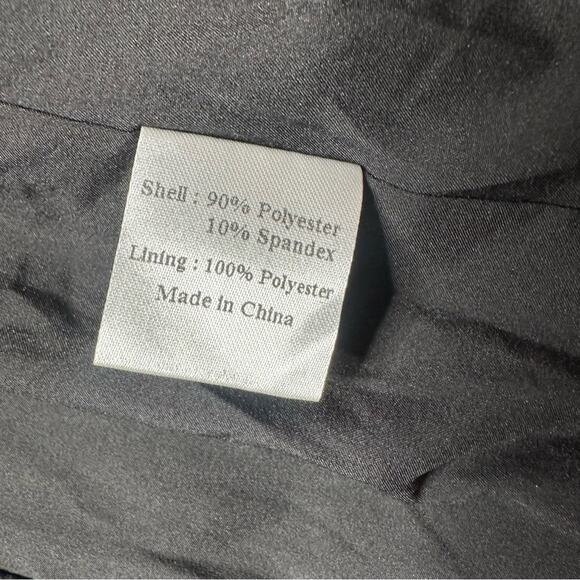 Shell : 90% Polyester
10% Spandex
Lining : 100% Polyester
Made in China